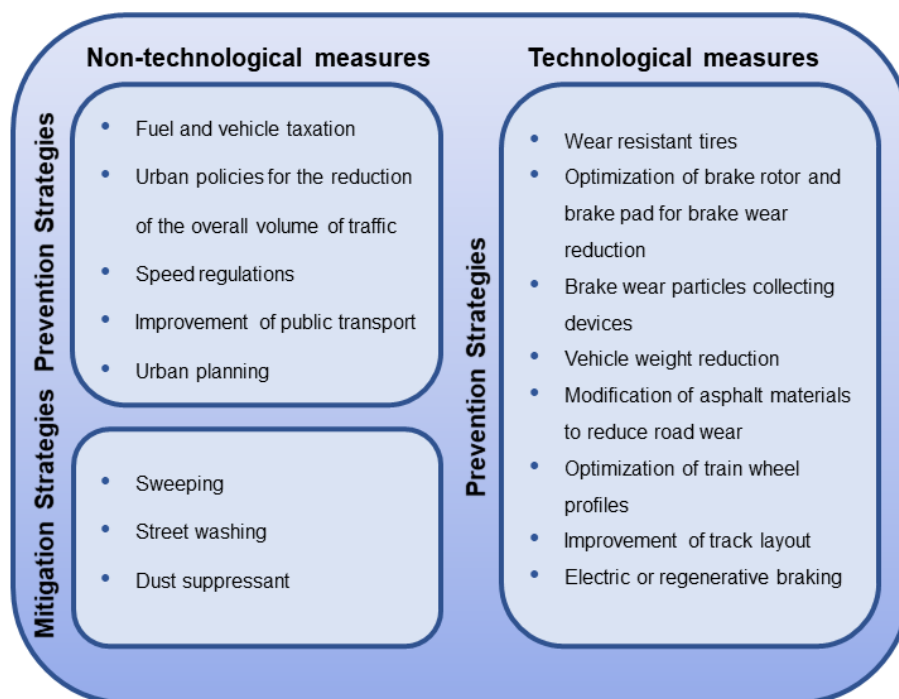 Non-technological measures
Prevention Strategies
Fuel and vehicle taxation
Urban policies for the reduction
of the overall volume of traffic
Speed regulations
Improvement of public transport
Urban planning
Mitigation Strategies
Sweeping
Street washing
Dust suppressant
Technological measures
Prevention Strategies
Wear resistant tires
Optimization of brake rotor and
brake pad for brake wear
reduction
Brake wear particles collecting
devices
Vehicle weight reduction
Modification of asphalt materials
to reduce road wear
Optimization of train wheel
profiles
Improvement of track layout
Electric or regenerative braking